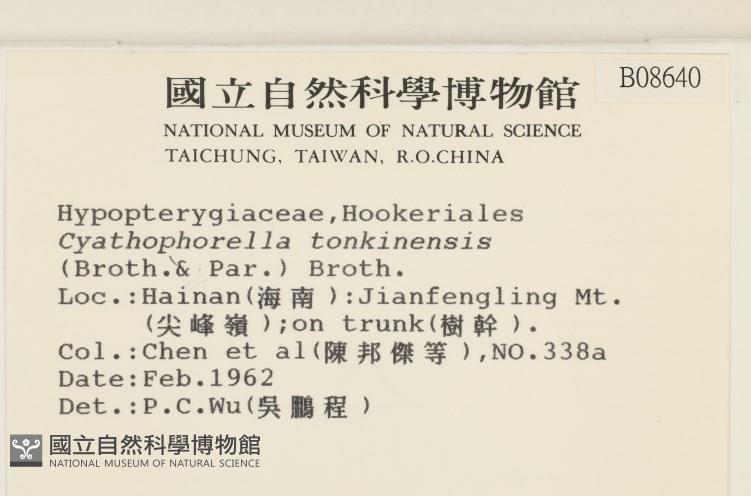 國立自然科學博物館
B08640
NATIONAL MUSEUM OF NATURAL SCIENCE
TAICHUNG, TAIWAN, R.O.CHINA
Hypopterygiaceae,Hookeriales
Cyathophorella tonkinensis
(Broth.& Par.) Broth.
Loc.:Hainan(海南):Jianfengling Mt.
(尖峰嶺);on trunk(樹幹).
Col.:Chen et al(陳邦傑等),NO.338a
Date:Feb.1962
Det.:P.C.Wu(吳鵬程)
國立自然科學博物館
NATIONAL MUSEUM OF NATURAL SCIENCE